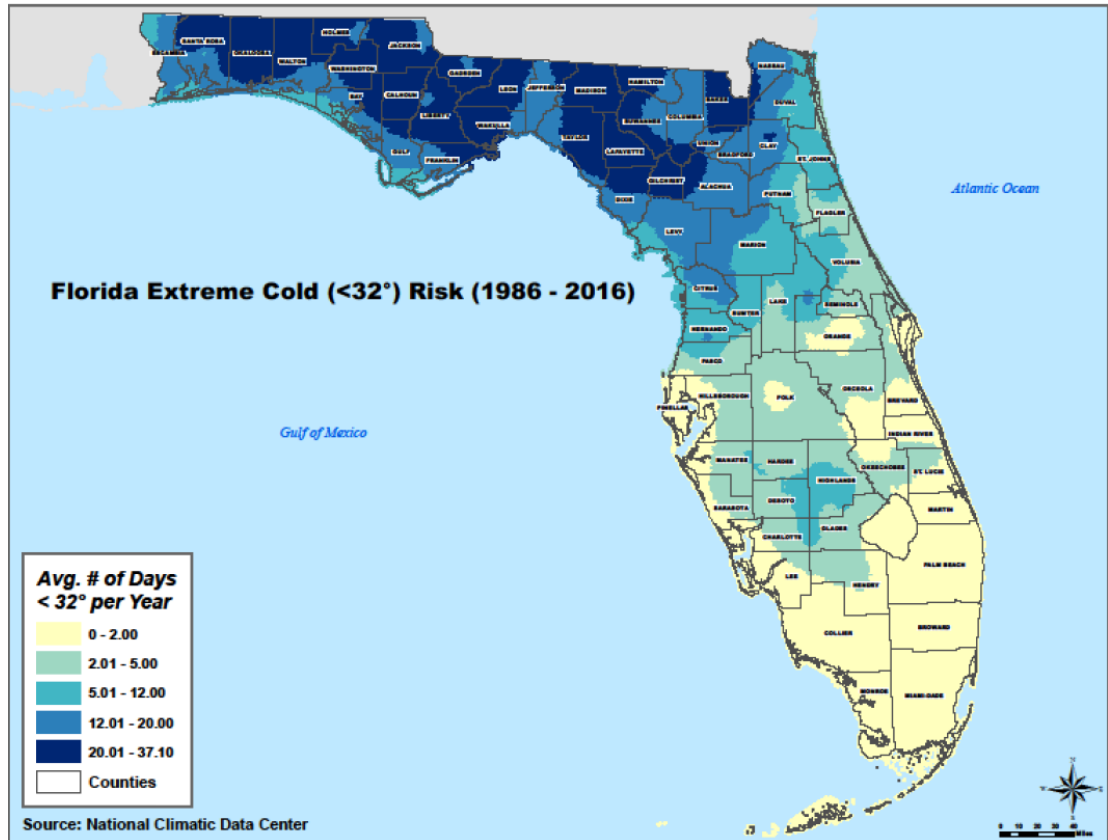 SANTA ROSA
HOLMES
JACKSON
ESCAMBIA
OKALOOSA
WALTON
WASHINGTON
GADSDEN
HAMILTON
NASSAU
BAY
CALHOUN
LEON
JEFFERSON
MADISON
BAKER
DUVAL
LIBERTY
WAKULLA
SUWANNEE
COLUMBIA
TAYLOR
UNION
CLAY
GULF
FRANKLIN
LAFAYETTE
BRADFORD
ST. JOHNS
GILCHRIST
ALACHUA
PUTNAM
Atlantic Ocean
DIXIE
FLAGLER
LEVY
MARION
VOLUSIA
Florida Extreme Cold (<32°) Risk (1986 - 2016)
CITRUS
LAKE
SEMINOLE
SUMTER
HERNANDO
ORANGE
PASCO
OSCEOLA
HILLSBOROUGH
POLK
BREVARD
PINELLAS
Gulf of Mexico
INDIAN RIVER
MANATEE
HARDEE
OKEECHOBEE
ST. LUCIE
HIGHLANDS
DESOTO
SARASOTA
MARTIN
GLADES
CHARLOTTE
PALM BEACH
LEE
HENDRY
BROWARD
COLLIER
MONROE
MIAMI-DADE
Avg. # of Days
< 32° per Year
0 - 2.00
2.01 - 5.00
5.01 - 12.00
12.01 - 20.00
20.01 - 37.10
Counties
N
W
E
S
0 10 20 30 40
Miles
Source: National Climatic Data Center